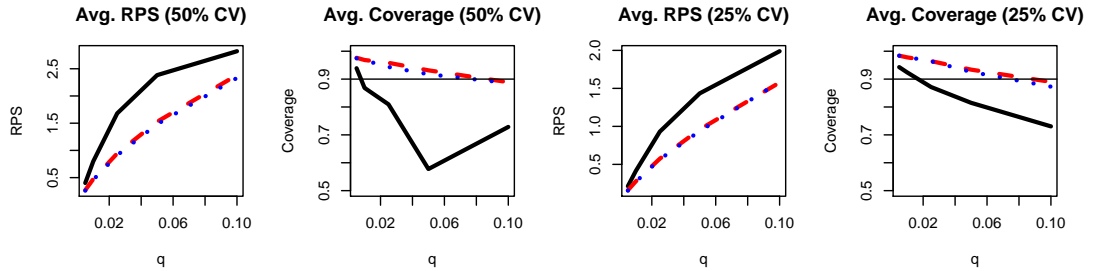 Avg. RPS (50% CV)
RPS
0.5 1.5 2.5
0.02 0.06 0.10
q
Avg. Coverage (50% CV)
Coverage
0.5 0.7 0.9
0.02 0.06 0.10
q
Avg. RPS (25% CV)
RPS
0.5 1.0 1.5 2.0
0.02 0.06 0.10
q
Avg. Coverage (25% CV)
Coverage
0.5 0.7 0.9
0.02 0.06 0.10
q